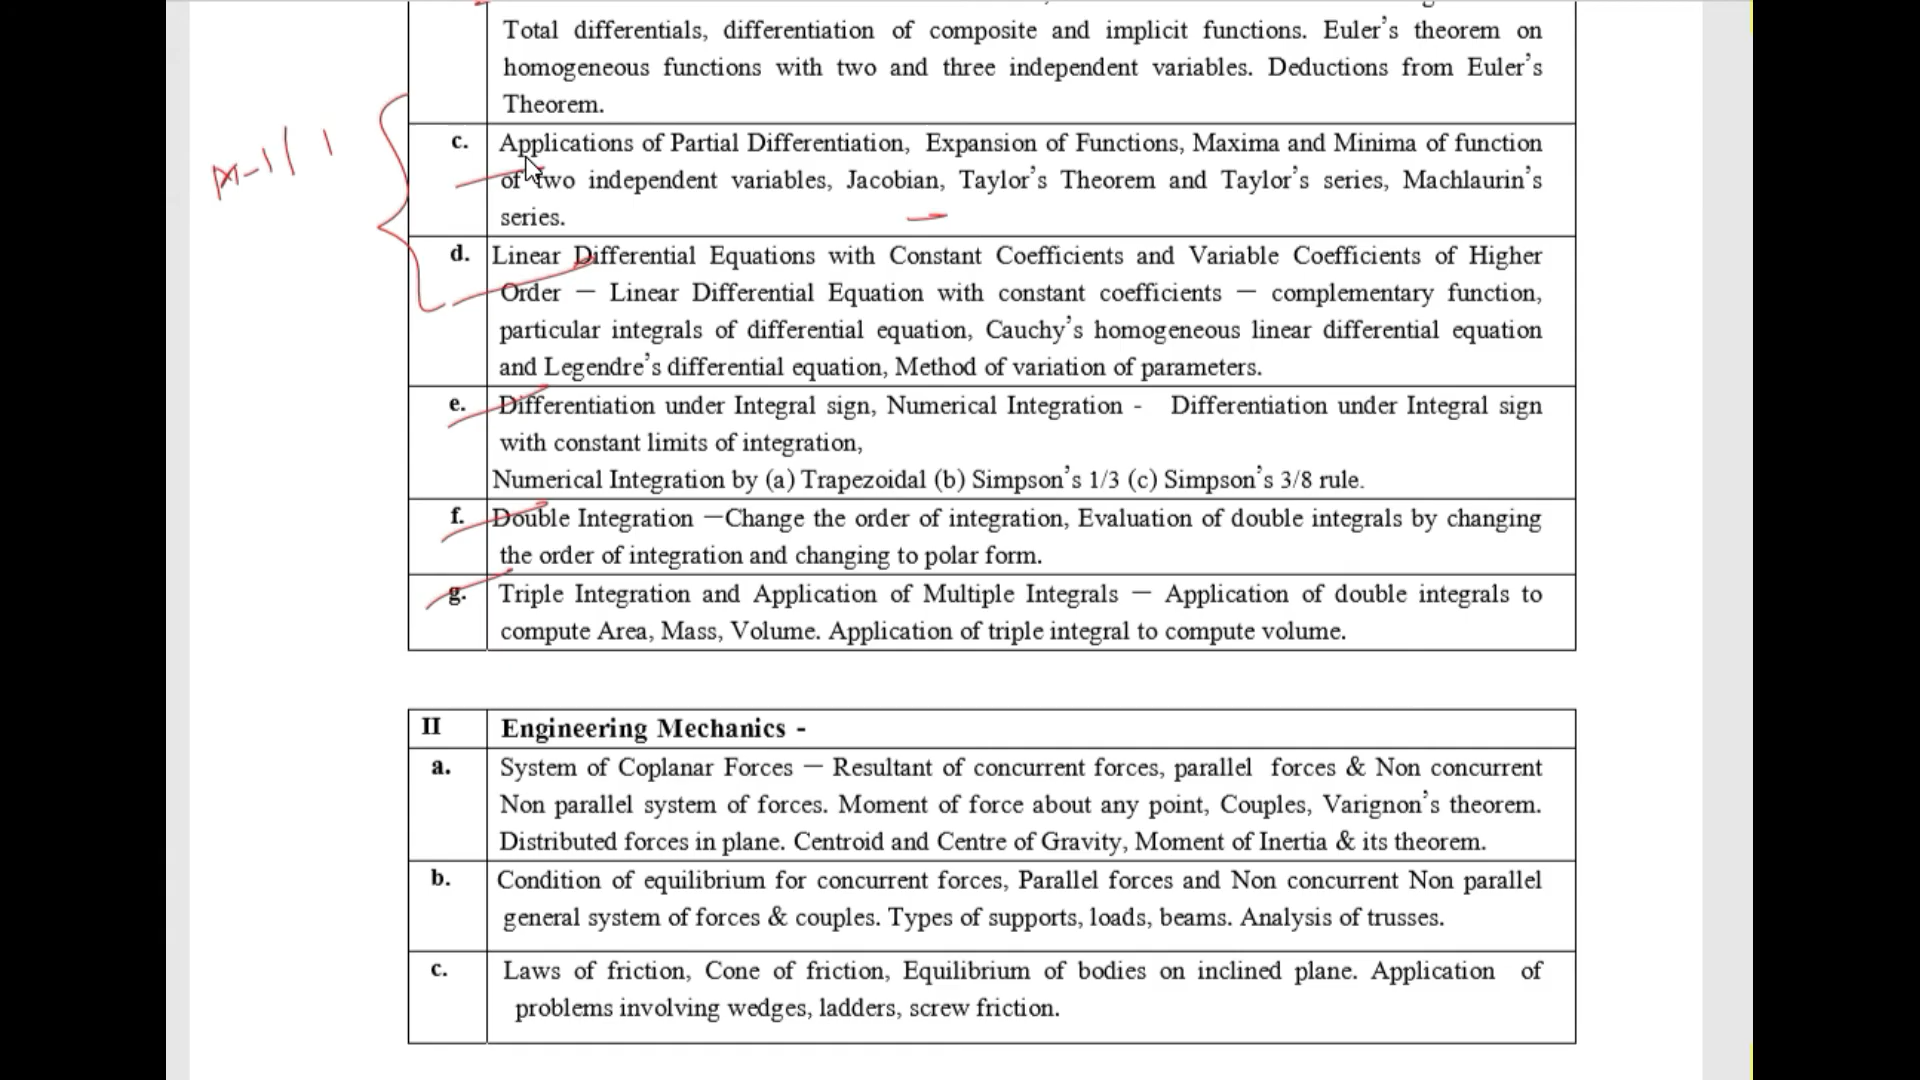 Total differentials, differentiation of composite and implicit functions. Euler's theorem on
homogeneous functions with two and three independent variables. Deductions from Euler's
Theorem.
c. Applications of Partial Differentiation, Expansion of Functions, Maxima and Minima of function
of two independent variables, Jacobian, Taylor's Theorem and Taylor's series, Machlaurin's
series.
d. Linear Differential Equations with Constant Coefficients and Variable Coefficients of Higher
Order — Linear Differential Equation with constant coefficients — complementary function,
particular integrals of differential equation, Cauchy's homogeneous linear differential equation
and Legendre's differential equation, Method of variation of parameters.
e. Differentiation under Integral sign, Numerical Integration - Differentiation under Integral sign
with constant limits of integration,
Numerical Integration by (a) Trapezoidal (b) Simpson's 1/3 (c) Simpson's 3/8 rule.
f. Double Integration —Change the order of integration, Evaluation of double integrals by changing
the order of integration and changing to polar form.
g. Triple Integration and Application of Multiple Integrals — Application of double integrals to
compute Area, Mass, Volume. Application of triple integral to compute volume.
II Engineering Mechanics -
a. System of Coplanar Forces — Resultant of concurrent forces, parallel forces & Non concurrent
Non parallel system of forces. Moment of force about any point, Couples, Varignon's theorem.
Distributed forces in plane. Centroid and Centre of Gravity, Moment of Inertia & its theorem.
b. Condition of equilibrium for concurrent forces, Parallel forces and Non concurrent Non parallel
general system of forces & couples. Types of supports, loads, beams. Analysis of trusses.
c. Laws of friction, Cone of friction, Equilibrium of bodies on inclined plane. Application of
problems involving wedges, ladders, screw friction.